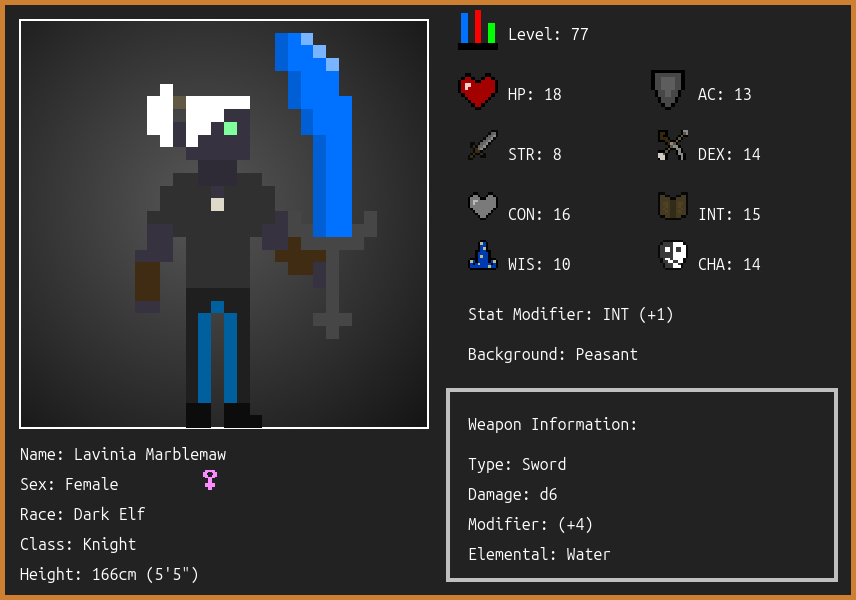 Level: 77
HP: 18
AC: 13
STR: 8
DEX: 14
CON: 16
INT: 15
WIS: 10
CHA: 14
Stat Modifier: INT (+1)
Background: Peasant
Weapon Information:
Type: Sword
Damage: d6
Modifier: (+4)
Elemental: Water
Name: Lavinia Marblemaw
Sex: Female
Race: Dark Elf
Class: Knight
Height: 166cm (5'5")